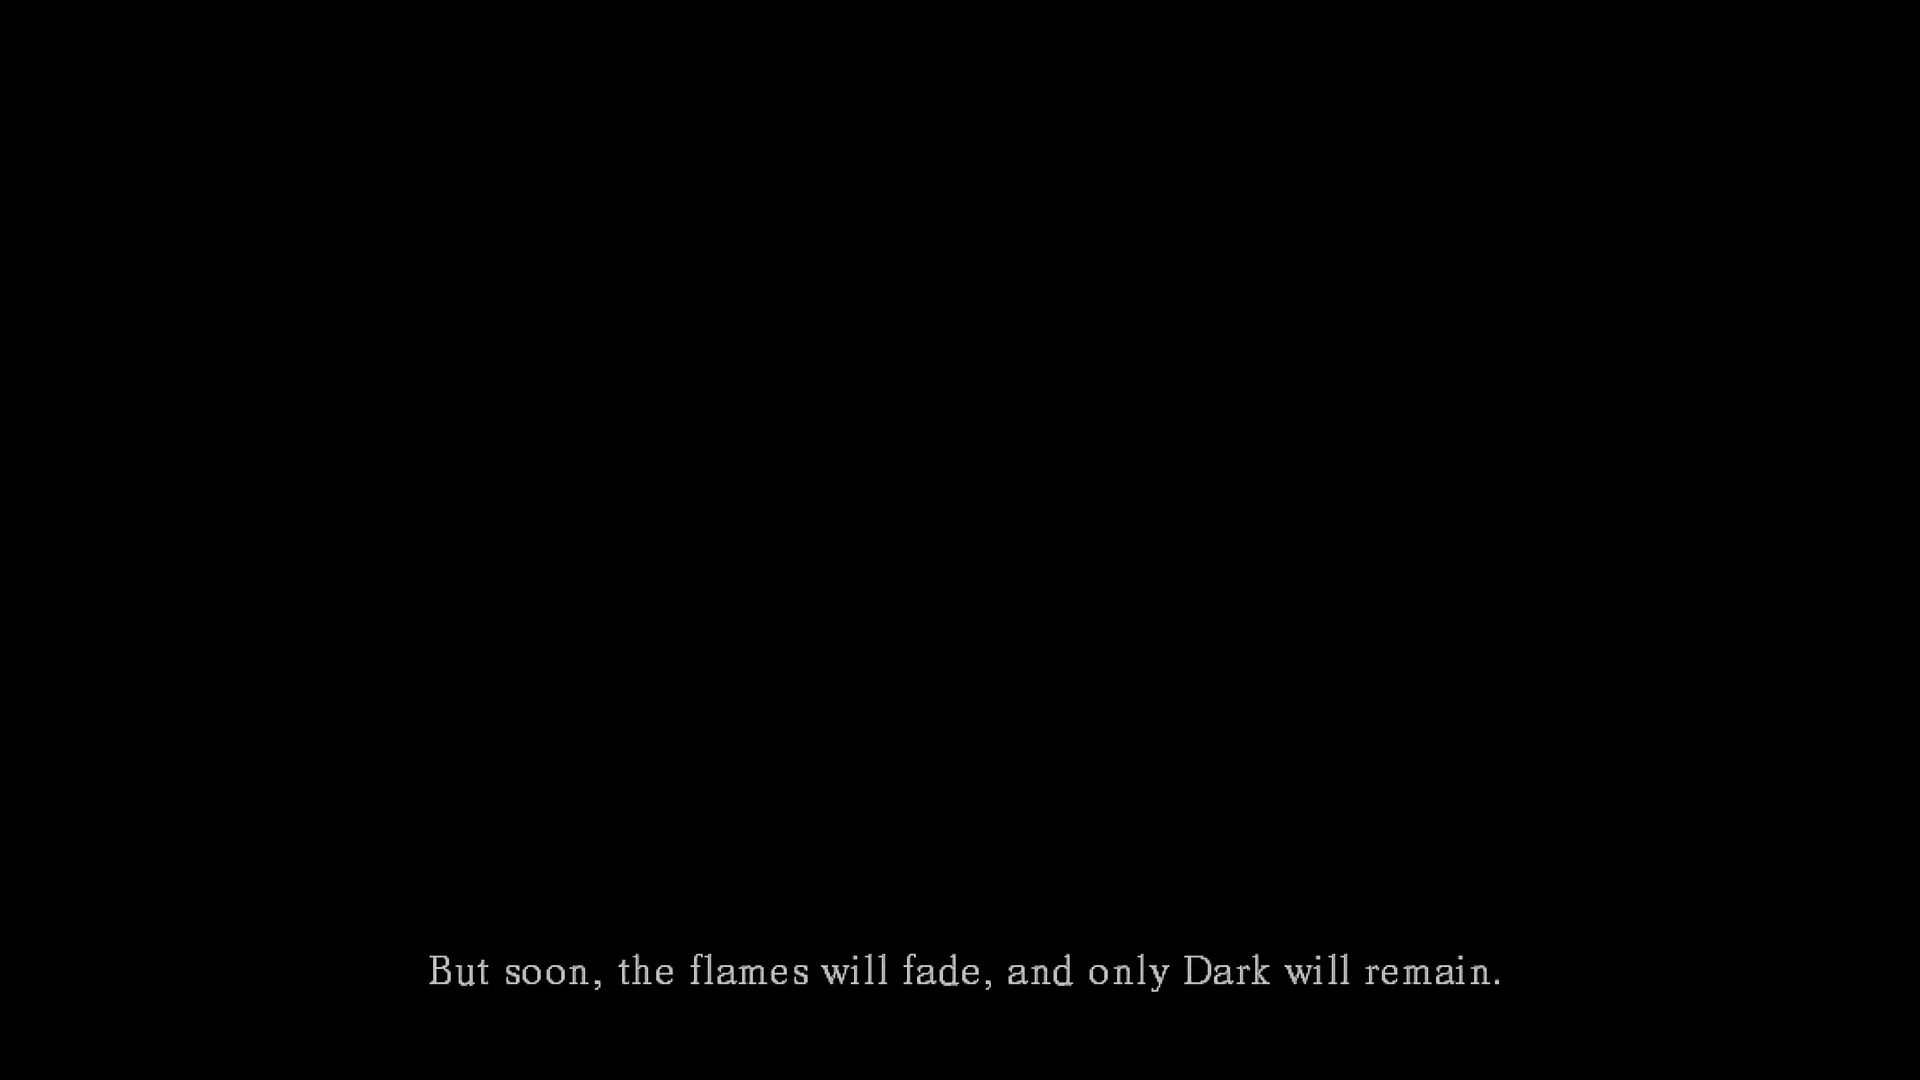 But soon, the flames will fade, and only Dark will remain.